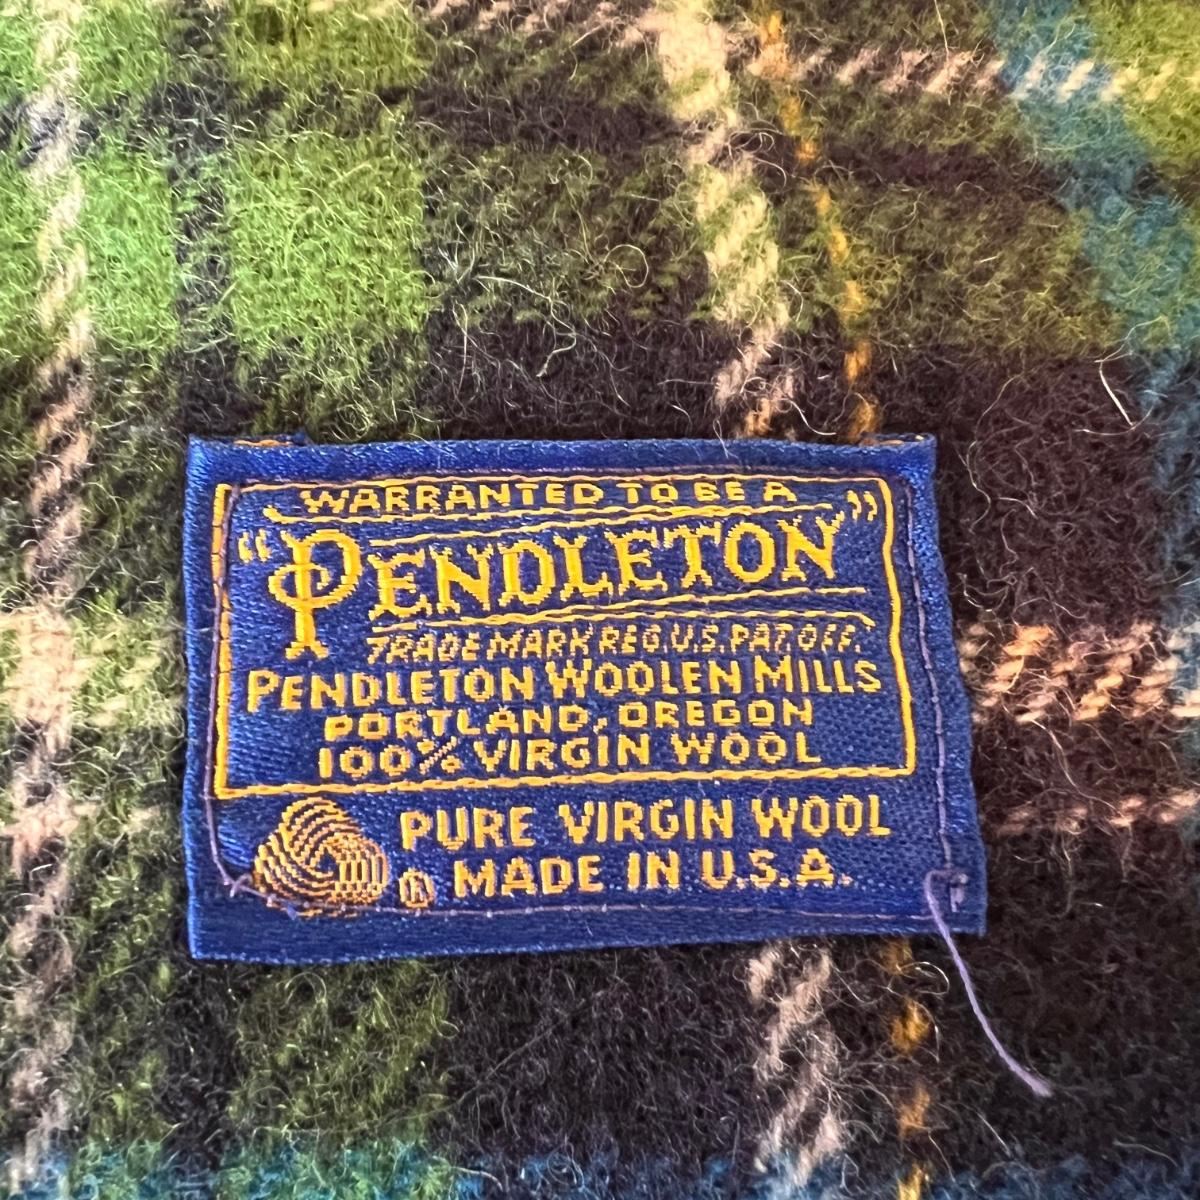 WARRANTED TO BE A
"PENDLETON"
TRADE MARK REG.U.S.PAT.OFF.
PENDLETON WOOLEN MILLS
PORTLAND, OREGON
100% VIRGIN WOOL
® PURE VIRGIN WOOL
MADE IN U.S.A.